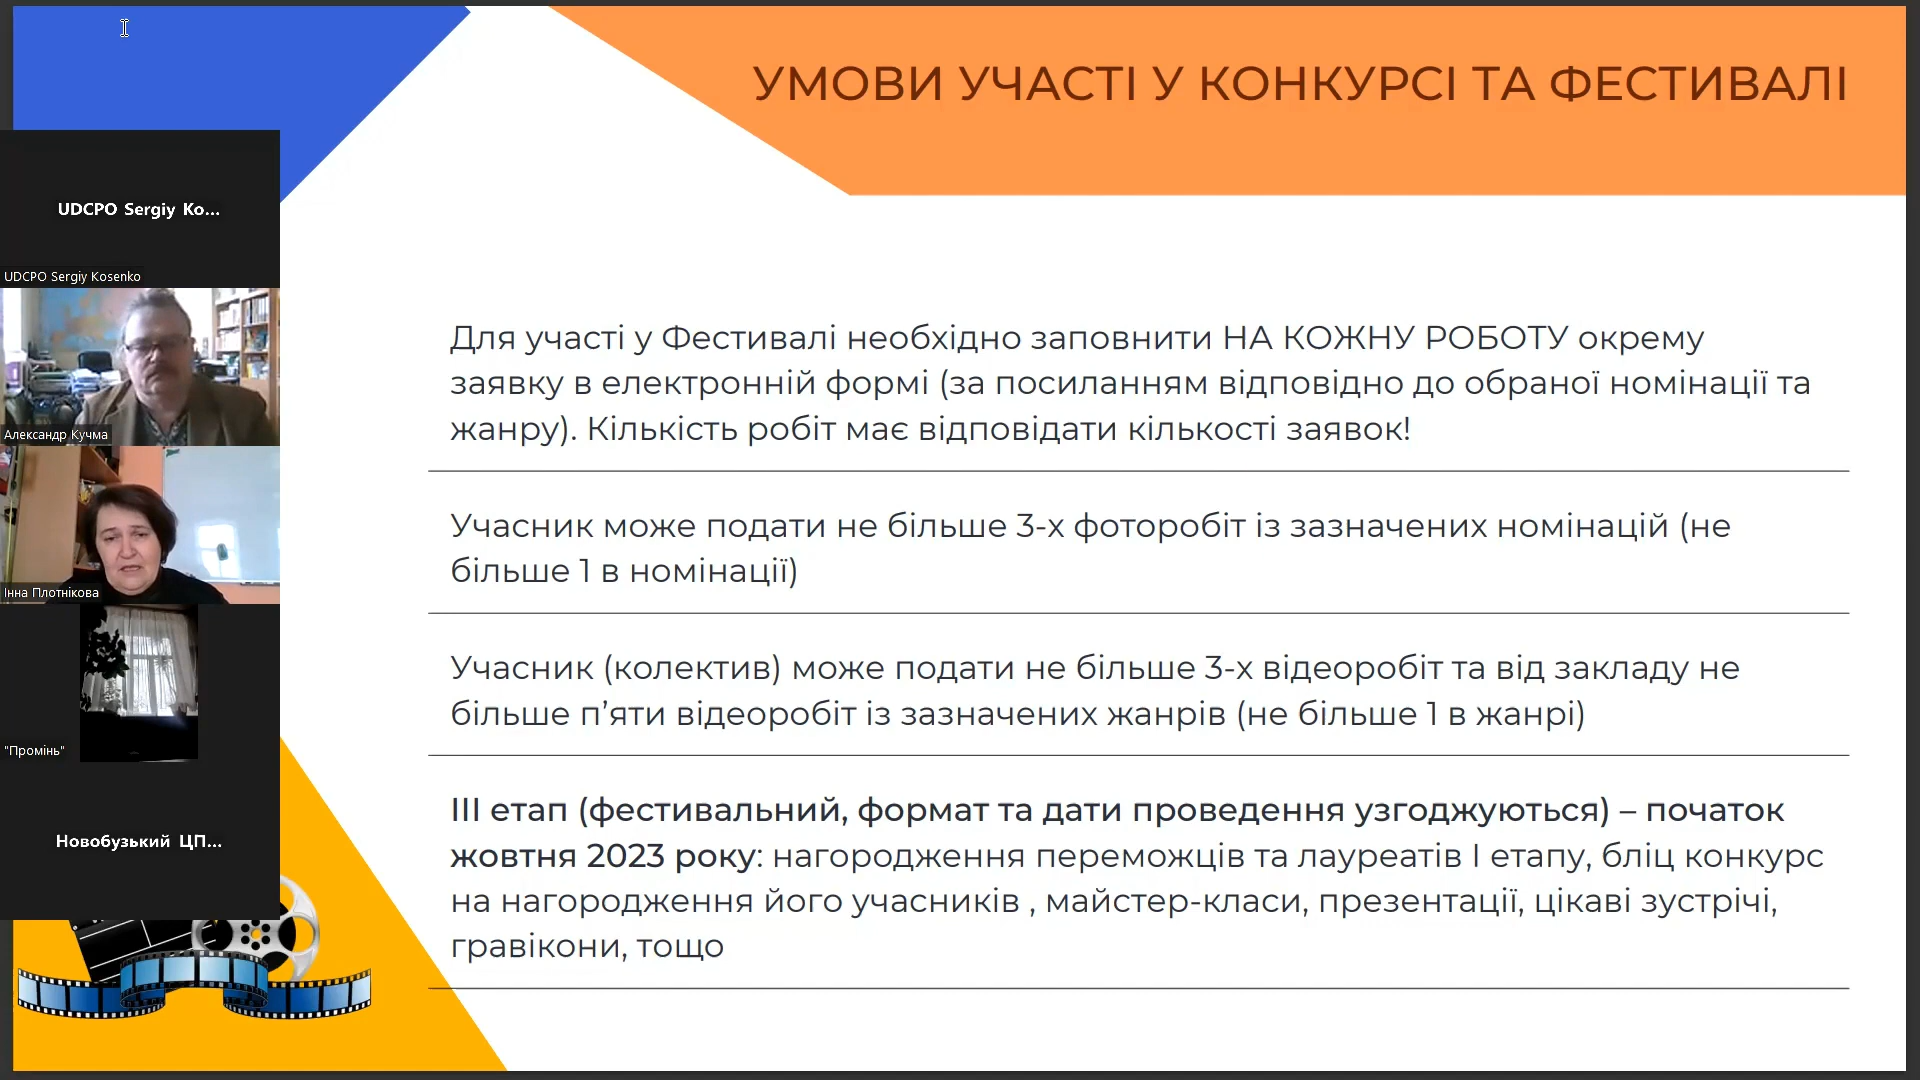 УМОВИ УЧАСТІ У КОНКУРСІ ТА ФЕСТИВАЛІ
UDCPO Sergiy Ko...
UDCPO Sergiy Kosenko
Александр Кучма
Інна Плотнікова
"Промінь"
Новобузький ЦП...
Для участі у Фестивалі необхідно заповнити НА КОЖНУ РОБОТУ окрему
заявку в електронній формі (за посиланням відповідно до обраної номінації та
жанру). Кількість робіт має відповідати кількості заявок!
Учасник може подати не більше 3-х фоторобіт із зазначених номінацій (не
більше 1 в номінації)
Учасник (колектив) може подати не більше 3-х відеоробіт та від закладу не
більше п’яти відеоробіт із зазначених жанрів (не більше 1 в жанрі)
ІІІ етап (фестивальний, формат та дати проведення узгоджуються) – початок
жовтня 2023 року: нагородження переможців та лауреатів І етапу, бліц конкурс
на нагородження його учасників , майстер-класи, презентації, цікаві зустрічі,
гравікони, тощо